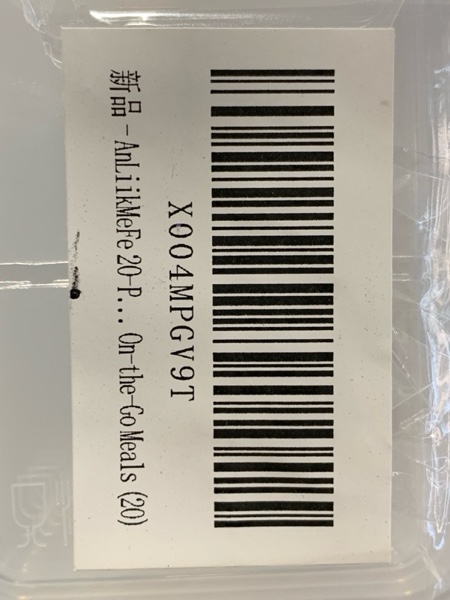 X004MPGV9T
新品 - AnLiikMeFe 20-P... On-the-Go Meals (20)